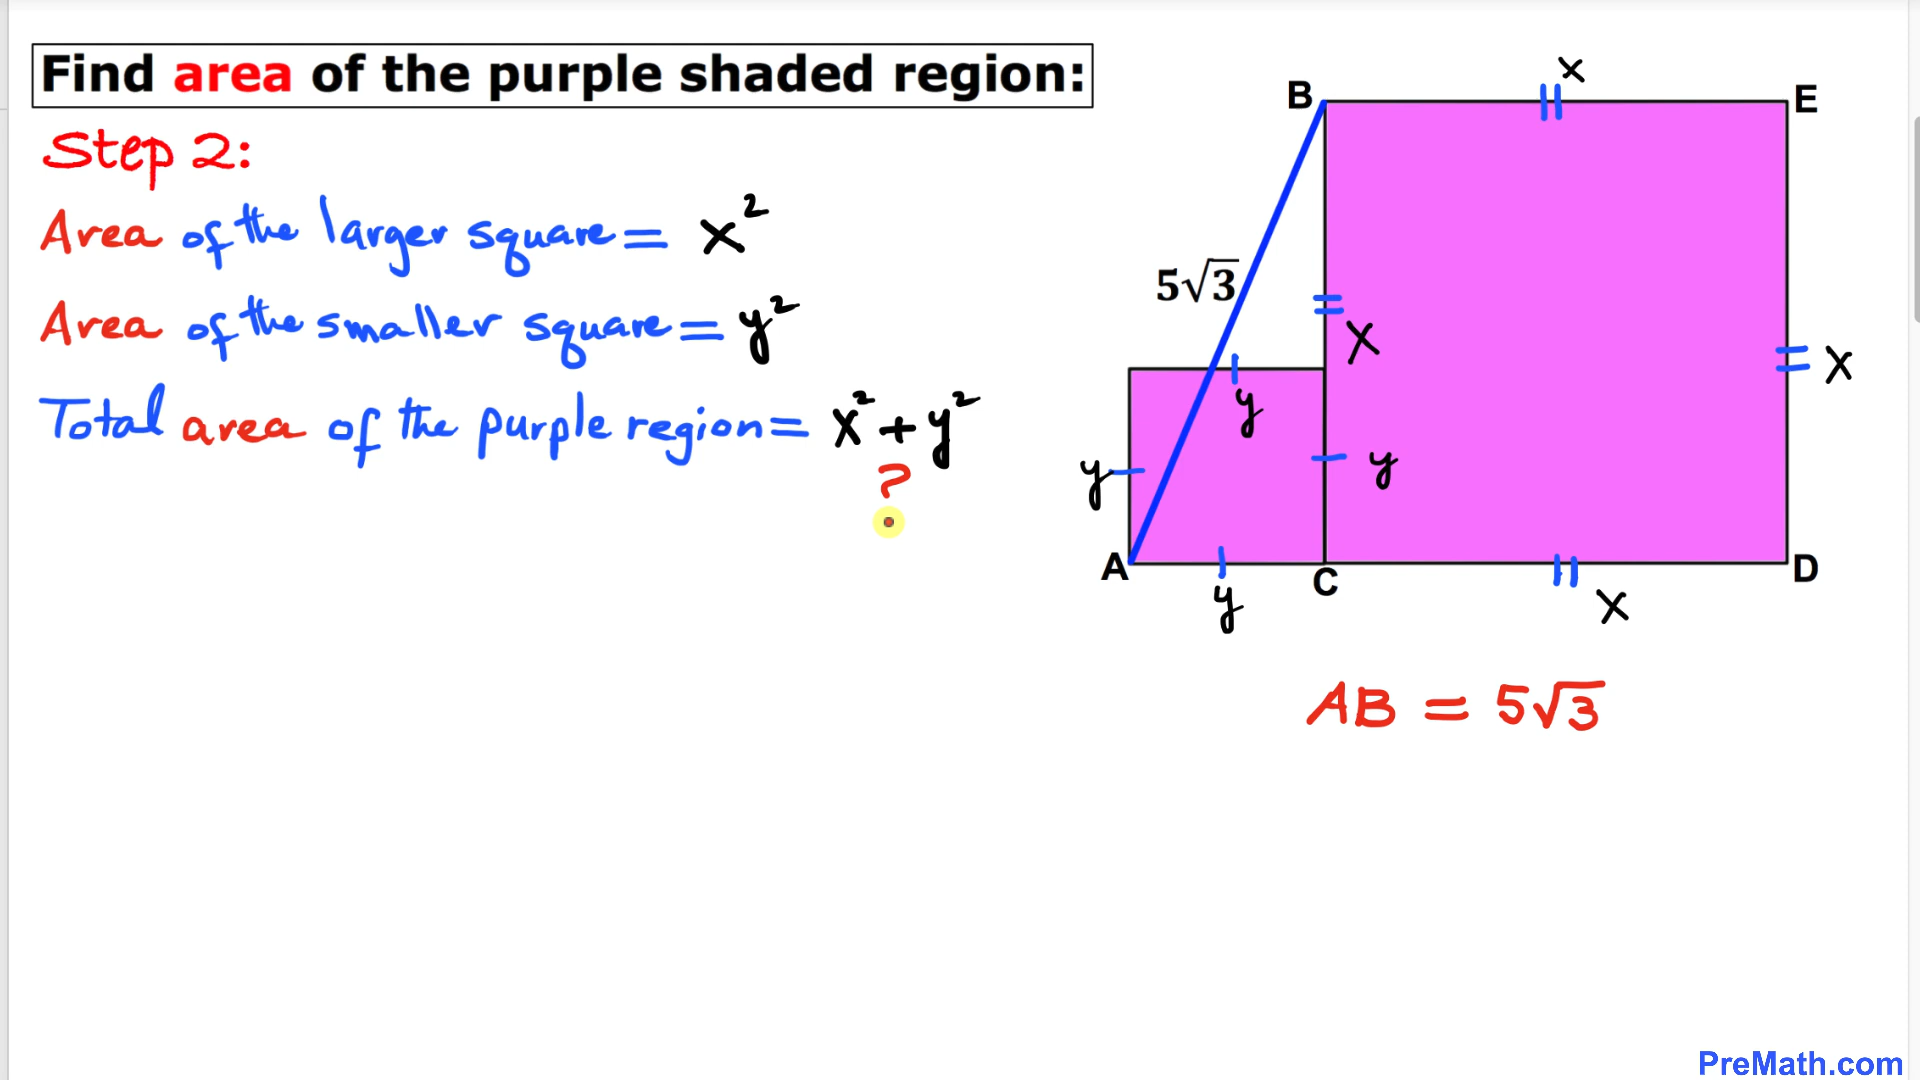 Find area of the purple shaded region:
Step 2:
Area of the larger square = x²
Area of the smaller square = y²
Total area of the purple region = x² + y²
?
x
B
E
5√3
x
x
y
y
y
A
C
D
y
x
AB = 5√3
PreMath.com